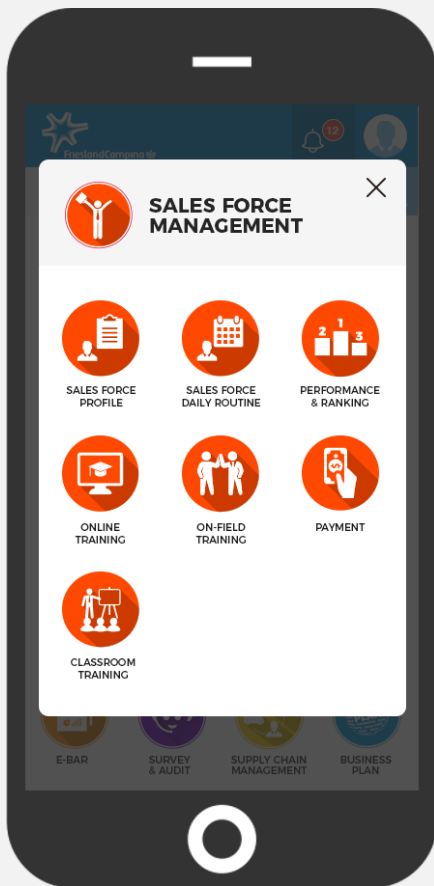 FrieslandCampina
12
SALES FORCE
MANAGEMENT
2 1 3
SALES FORCE
PROFILE
SALES FORCE
DAILY ROUTINE
PERFORMANCE
& RANKING
ONLINE
TRAINING
ON-FIELD
TRAINING
PAYMENT
CLASSROOM
TRAINING
E-BAR
SURVEY
& AUDIT
SUPPLY CHAIN
MANAGEMENT
BUSINESS
PLAN